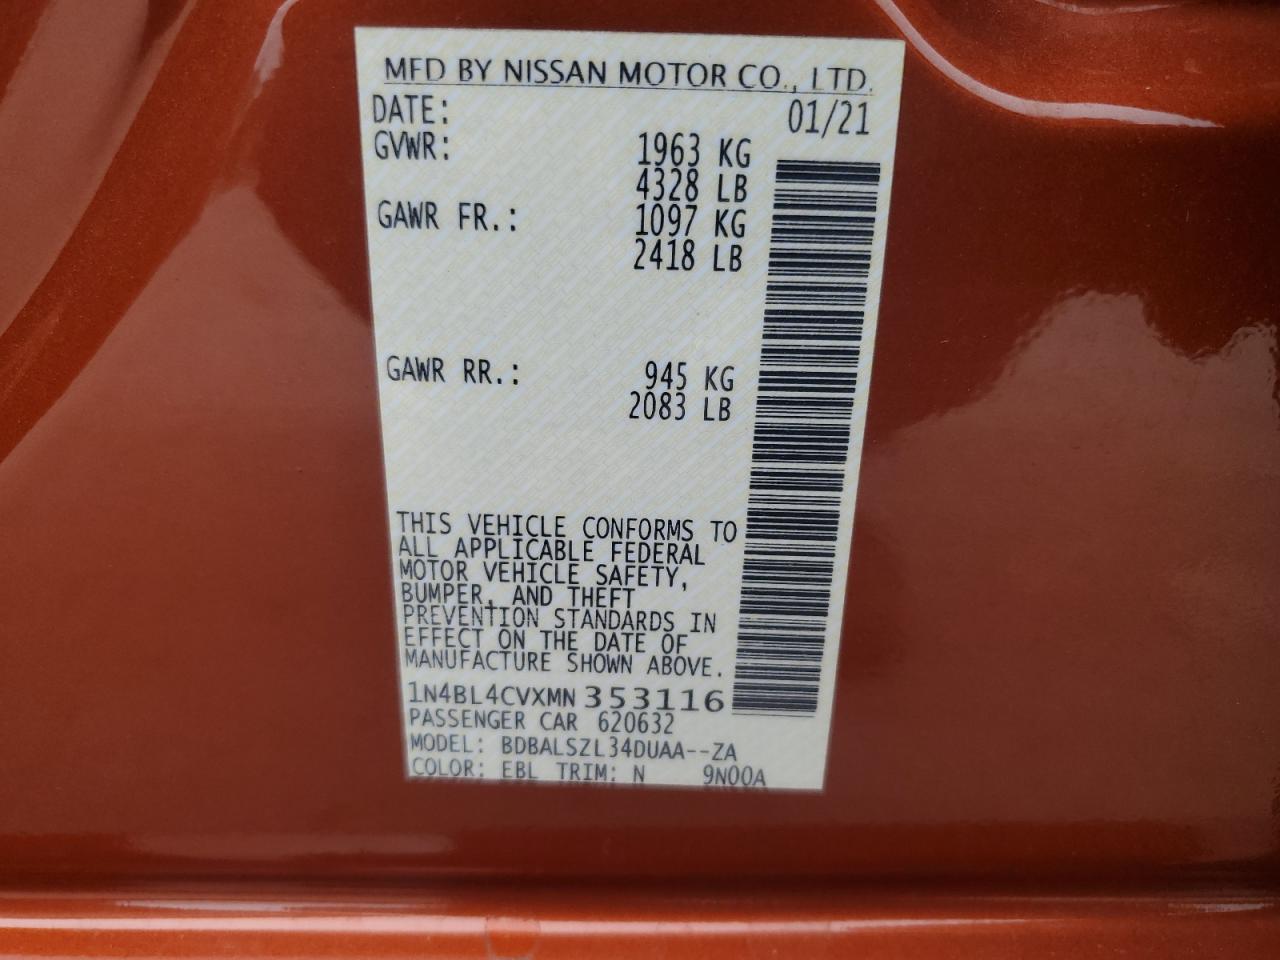 MFD BY NISSAN MOTOR CO., LTD.
DATE: 01/21
GVWR: 1963 KG
4328 LB
GAWR FR.: 1097 KG
2418 LB
GAWR RR.: 945 KG
2083 LB
THIS VEHICLE CONFORMS TO
ALL APPLICABLE FEDERAL
MOTOR VEHICLE SAFETY,
BUMPER, AND THEFT
PREVENTION STANDARDS IN
EFFECT ON THE DATE OF
MANUFACTURE SHOWN ABOVE.
1N4BL4CVXMN353116
PASSENGER CAR 620632
MODEL: BDBALSZL34DUAA--ZA
COLOR: EBL TRIM: N 9N00A